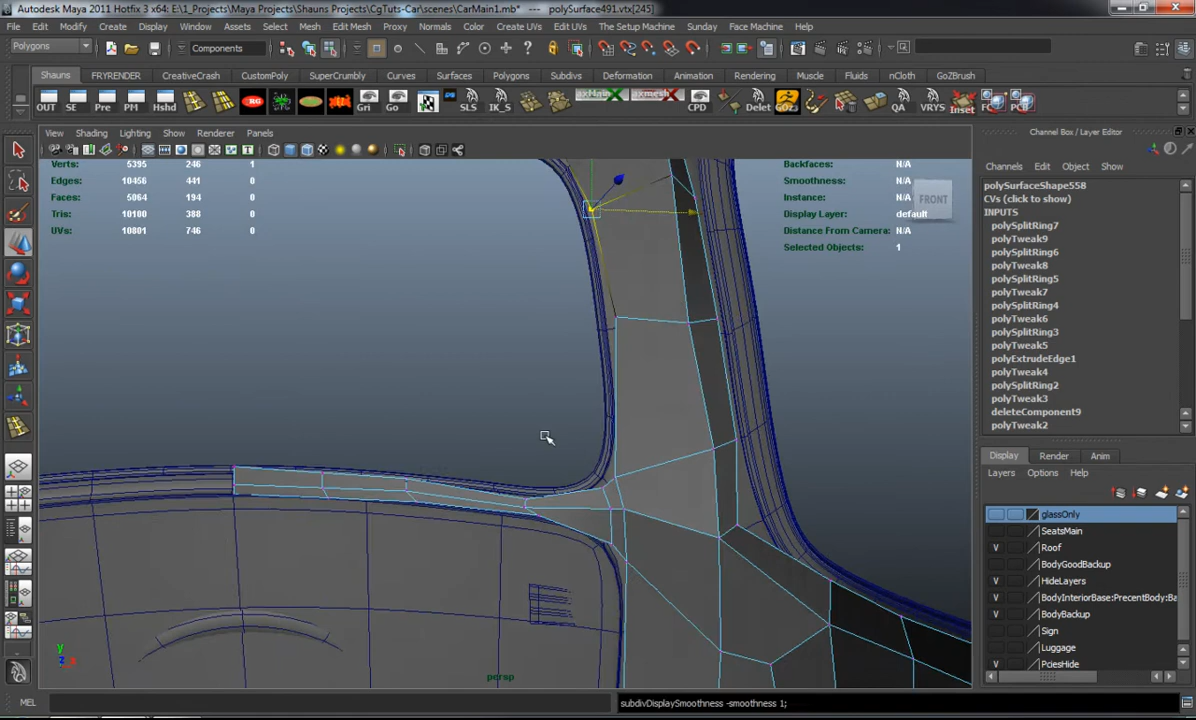 Autodesk Maya 2011 Hotfix 3 x64: E:\1_Projects\Maya Projects\Shauns Projects\CgTuts-Car\scenes\CarMain1.mb* --- polySurface491.vtx[245]
File Edit Modify Create Display Window Assets Select Mesh Edit Mesh Proxy Normals Color Create UVs Edit UVs The Setup Machine Sunday Face Machine Help
Polygons Components
Shauns FRYRENDER CreativeCrash CustomPoly SuperCrumbly Curves Surfaces Polygons Subdivs Deformation Animation Rendering Muscle Fluids nCloth GoZBrush
OUT SE Pre PM Hshd RG Gri Go SLS IK_S axMain axmesh CPD Delet GOZ3 QA VRYS Inset FC PCB
View Shading Lighting Show Renderer Panels
Channel Box / Layer Editor
Channels Edit Object Show
Verts: 5395 246 1
Edges: 10456 441 0
Faces: 5064 194 0
Tris: 10100 388 0
UVs: 10801 746 0
Backfaces: N/A
Smoothness: N/A
Instance: N/A
Display Layer: default
Distance From Camera: N/A
Selected Objects: 1
FRONT
polySurfaceShape558
CVs (click to show)
INPUTS
polySplitRing7
polyTweak9
polySplitRing6
polyTweak8
polySplitRing5
polyTweak7
polySplitRing4
polyTweak6
polySplitRing3
polyTweak5
polyExtrudeEdge1
polyTweak4
polySplitRing2
polyTweak3
deleteComponent9
polyTweak2
Display Render Anim
Layers Options Help
glassOnly
SeatsMain
V Roof
BodyGoodBackup
V HideLayers
V BodyInteriorBase:PrecentBody:Ba
V BodyBackup
Sign
Luggage
V PciesHide
y
z x
persp
MEL subdivDisplaySmoothness -smoothness 1;